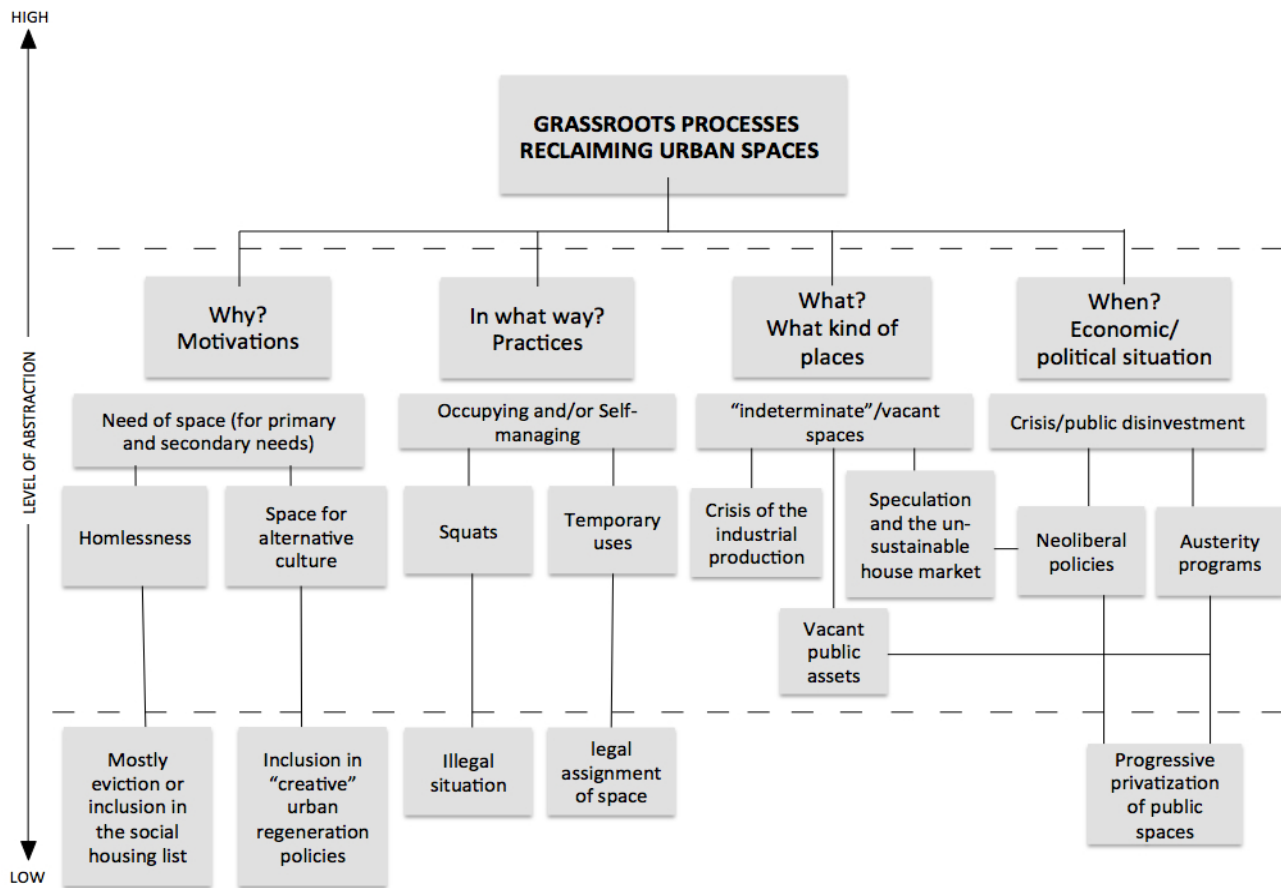 HIGH
GRASSROOTS PROCESSES
RECLAIMING URBAN SPACES
LEVEL OF ABSTRACTION
Why?
Motivations
In what way?
Practices
What?
What kind of
places
When?
Economic/
political situation
Need of space (for primary
and secondary needs)
Occupying and/or Self-
managing
“indeterminate”/vacant
spaces
Crisis/public disinvestment
Homlessness
Space for
alternative
culture
Squats
Temporary
uses
Crisis of the
industrial
production
Speculation
and the un-
sustainable
house market
Neoliberal
policies
Austerity
programs
Vacant
public
assets
Mostly
eviction or
inclusion in
the social
housing list
Inclusion in
“creative”
urban
regeneration
policies
Illegal
situation
legal
assignment
of space
Progressive
privatization
of public
spaces
LOW